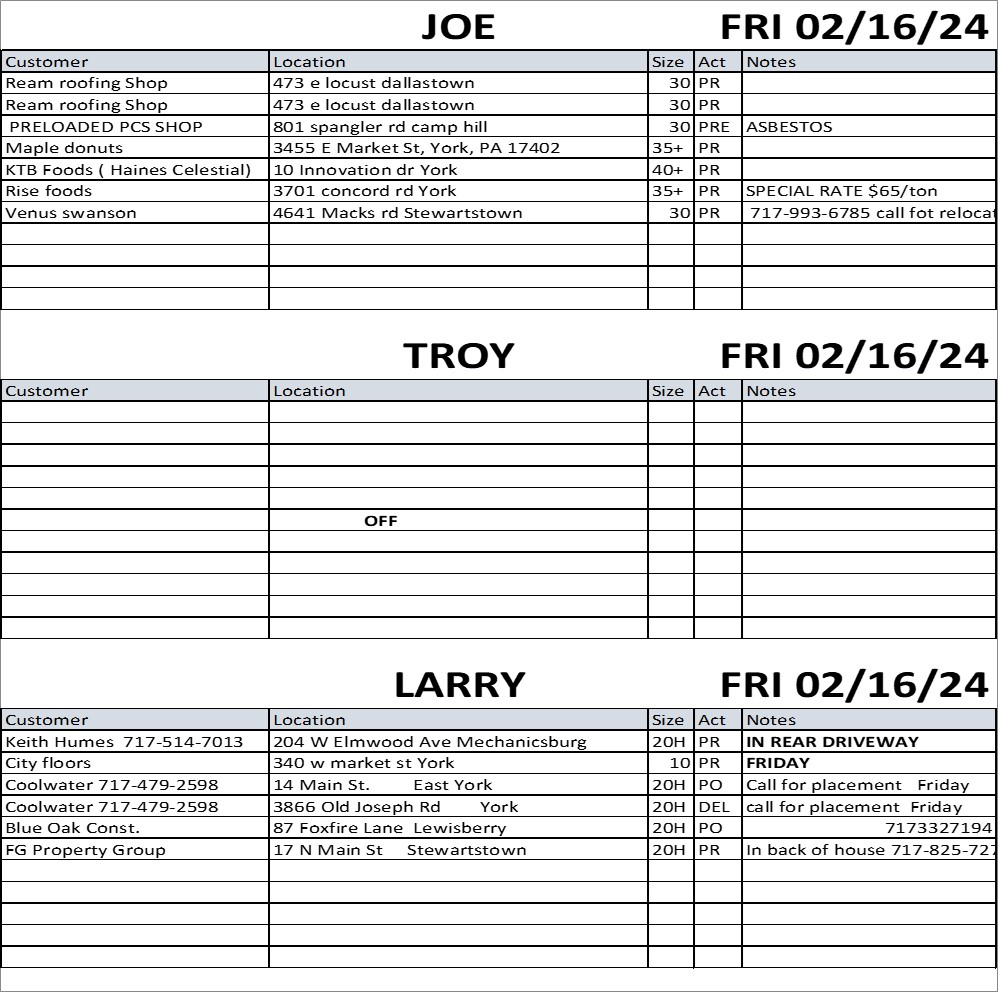 JOE FRI 02/16/24
Customer Location Size Act Notes
Ream roofing Shop 473 e locust dallastown 30 PR
Ream roofing Shop 473 e locust dallastown 30 PR
PRELOADED PCS SHOP 801 spangler rd camp hill 30 PRE ASBESTOS
Maple donuts 3455 E Market St, York, PA 17402 35+ PR
KTB Foods ( Haines Celestial) 10 Innovation dr York 40+ PR
Rise foods 3701 concord rd York 35+ PR SPECIAL RATE $65/ton
Venus swanson 4641 Macks rd Stewartstown 30 PR 717-993-6785 call fot relocat
TROY FRI 02/16/24
Customer Location Size Act Notes
OFF
LARRY FRI 02/16/24
Customer Location Size Act Notes
Keith Humes 717-514-7013 204 W Elmwood Ave Mechanicsburg 20H PR IN REAR DRIVEWAY
City floors 340 w market st York 10 PR FRIDAY
Coolwater 717-479-2598 14 Main St. East York 20H PO Call for placement Friday
Coolwater 717-479-2598 3866 Old Joseph Rd York 20H DEL call for placement Friday
Blue Oak Const. 87 Foxfire Lane Lewisberry 20H PO 7173327194
FG Property Group 17 N Main St Stewartstown 20H PR In back of house 717-825-727